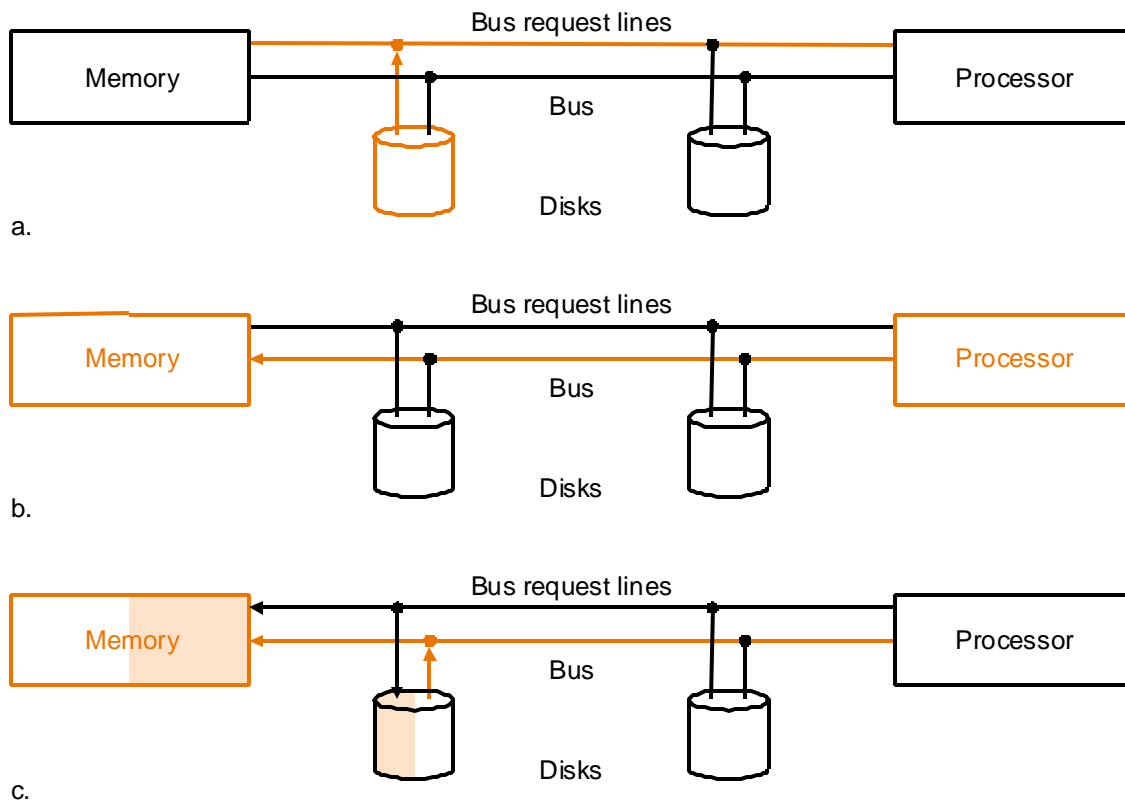 Bus request lines
Memory
Processor
Bus
Disks
a.
Bus request lines
Memory
Processor
Bus
Disks
b.
Bus request lines
Memory
Processor
Bus
Disks
c.